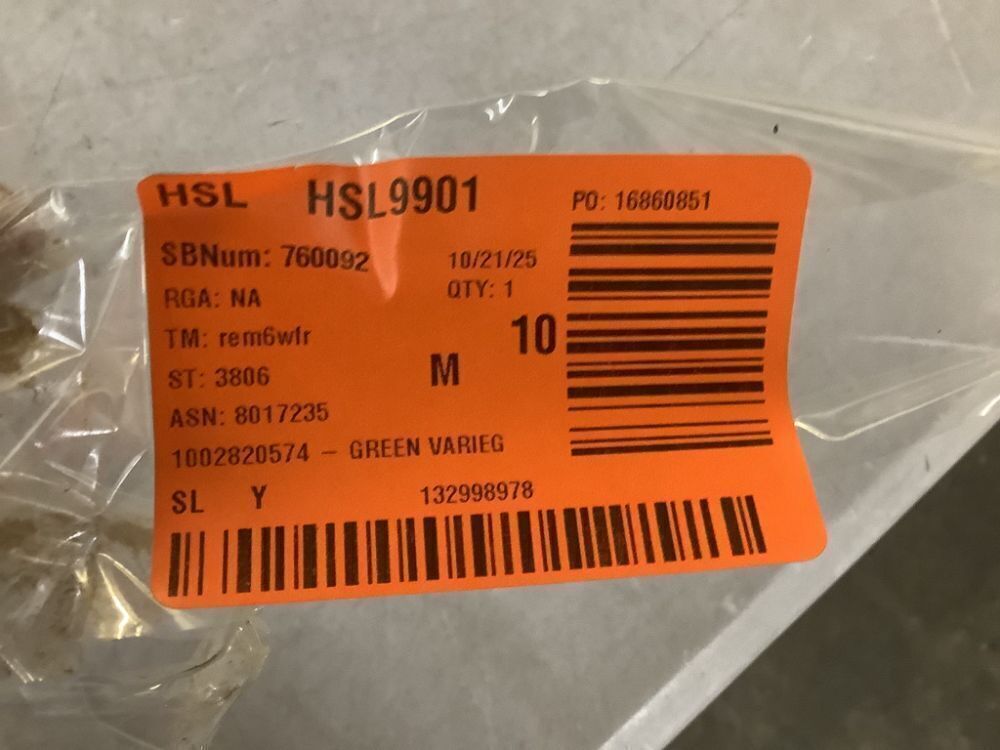 HSL HSL9901 PO: 16860851
SBNum: 760092 10/21/25
RGA: NA QTY: 1
TM: rem6wfr 10
ST: 3806 M
ASN: 8017235
1002820574 – GREEN VARIEG
SL Y 132998978